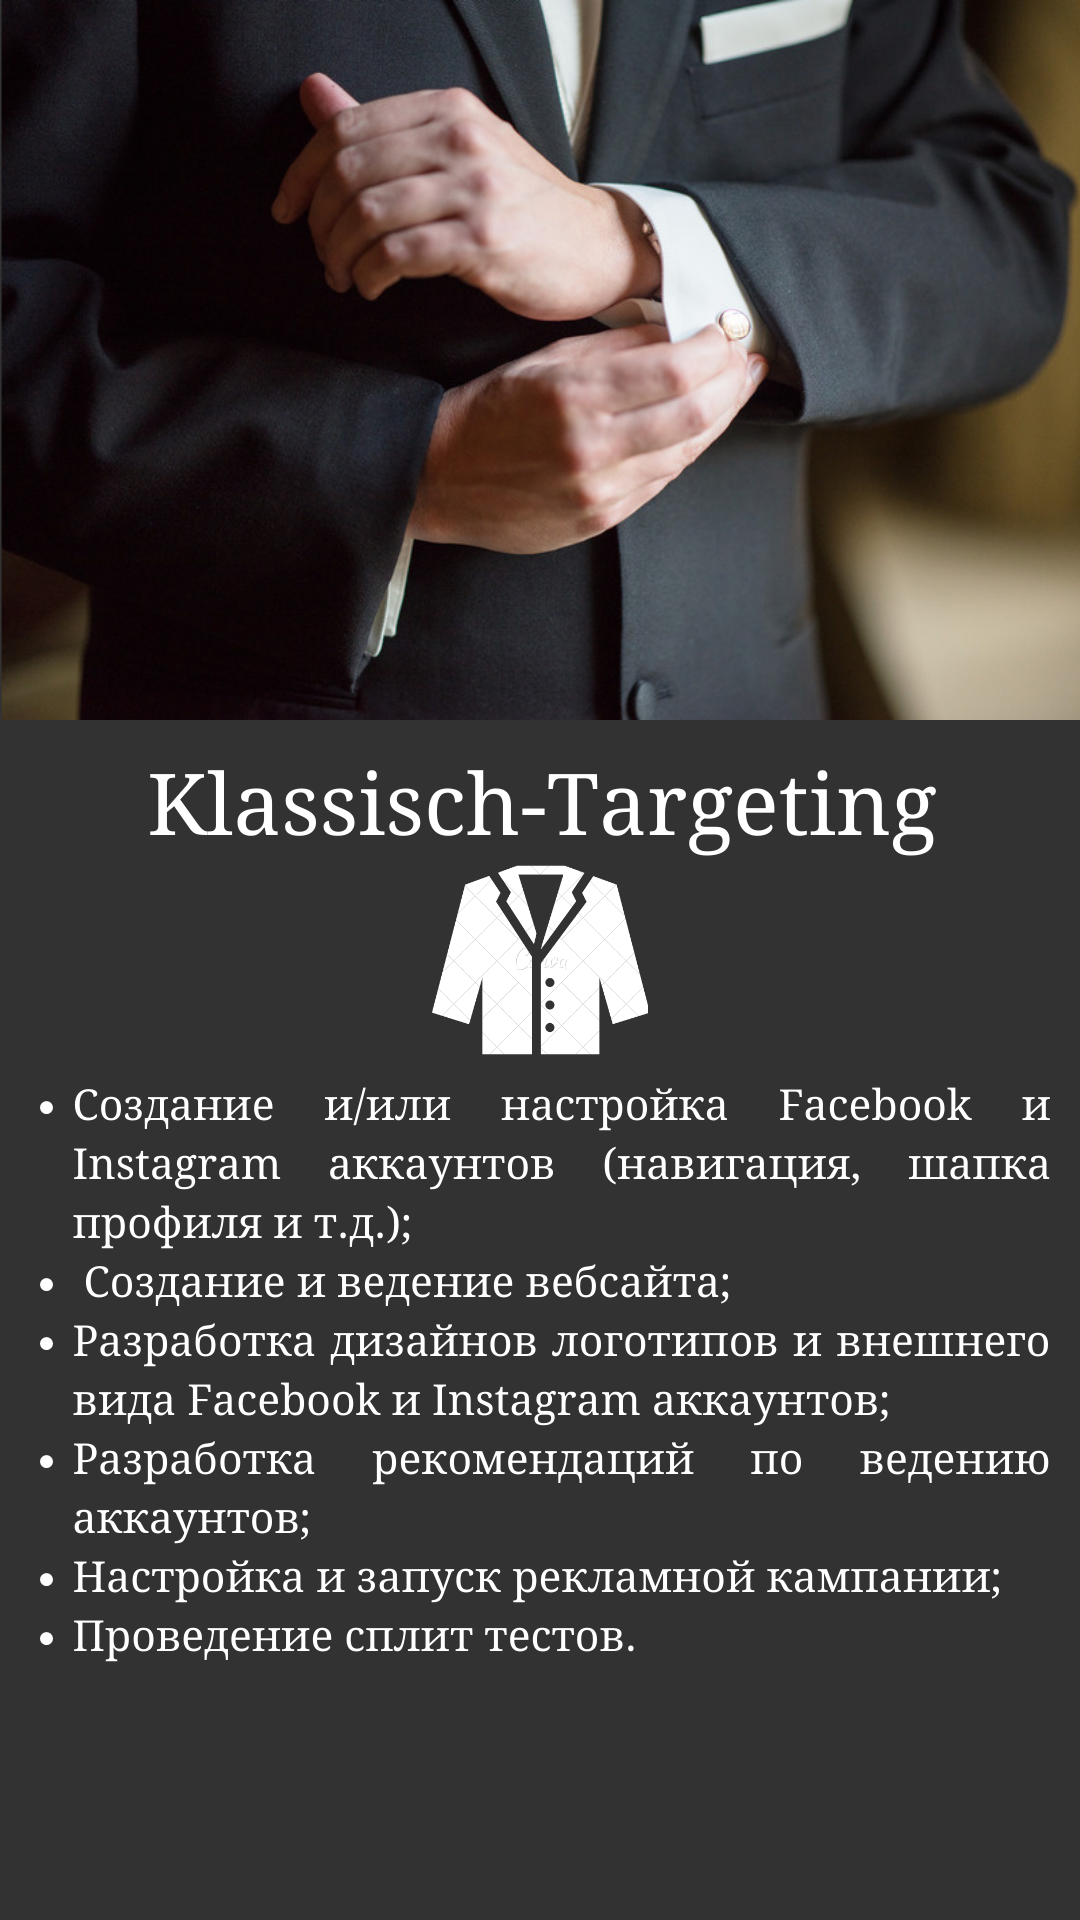 Klassisch-Targeting
Canva
• Создание и/или настройка Facebook и
Instagram аккаунтов (навигация, шапка
профиля и т.д.);
• Создание и ведение вебсайта;
• Разработка дизайнов логотипов и внешнего
вида Facebook и Instagram аккаунтов;
• Разработка рекомендаций по ведению
аккаунтов;
• Настройка и запуск рекламной кампании;
• Проведение сплит тестов.